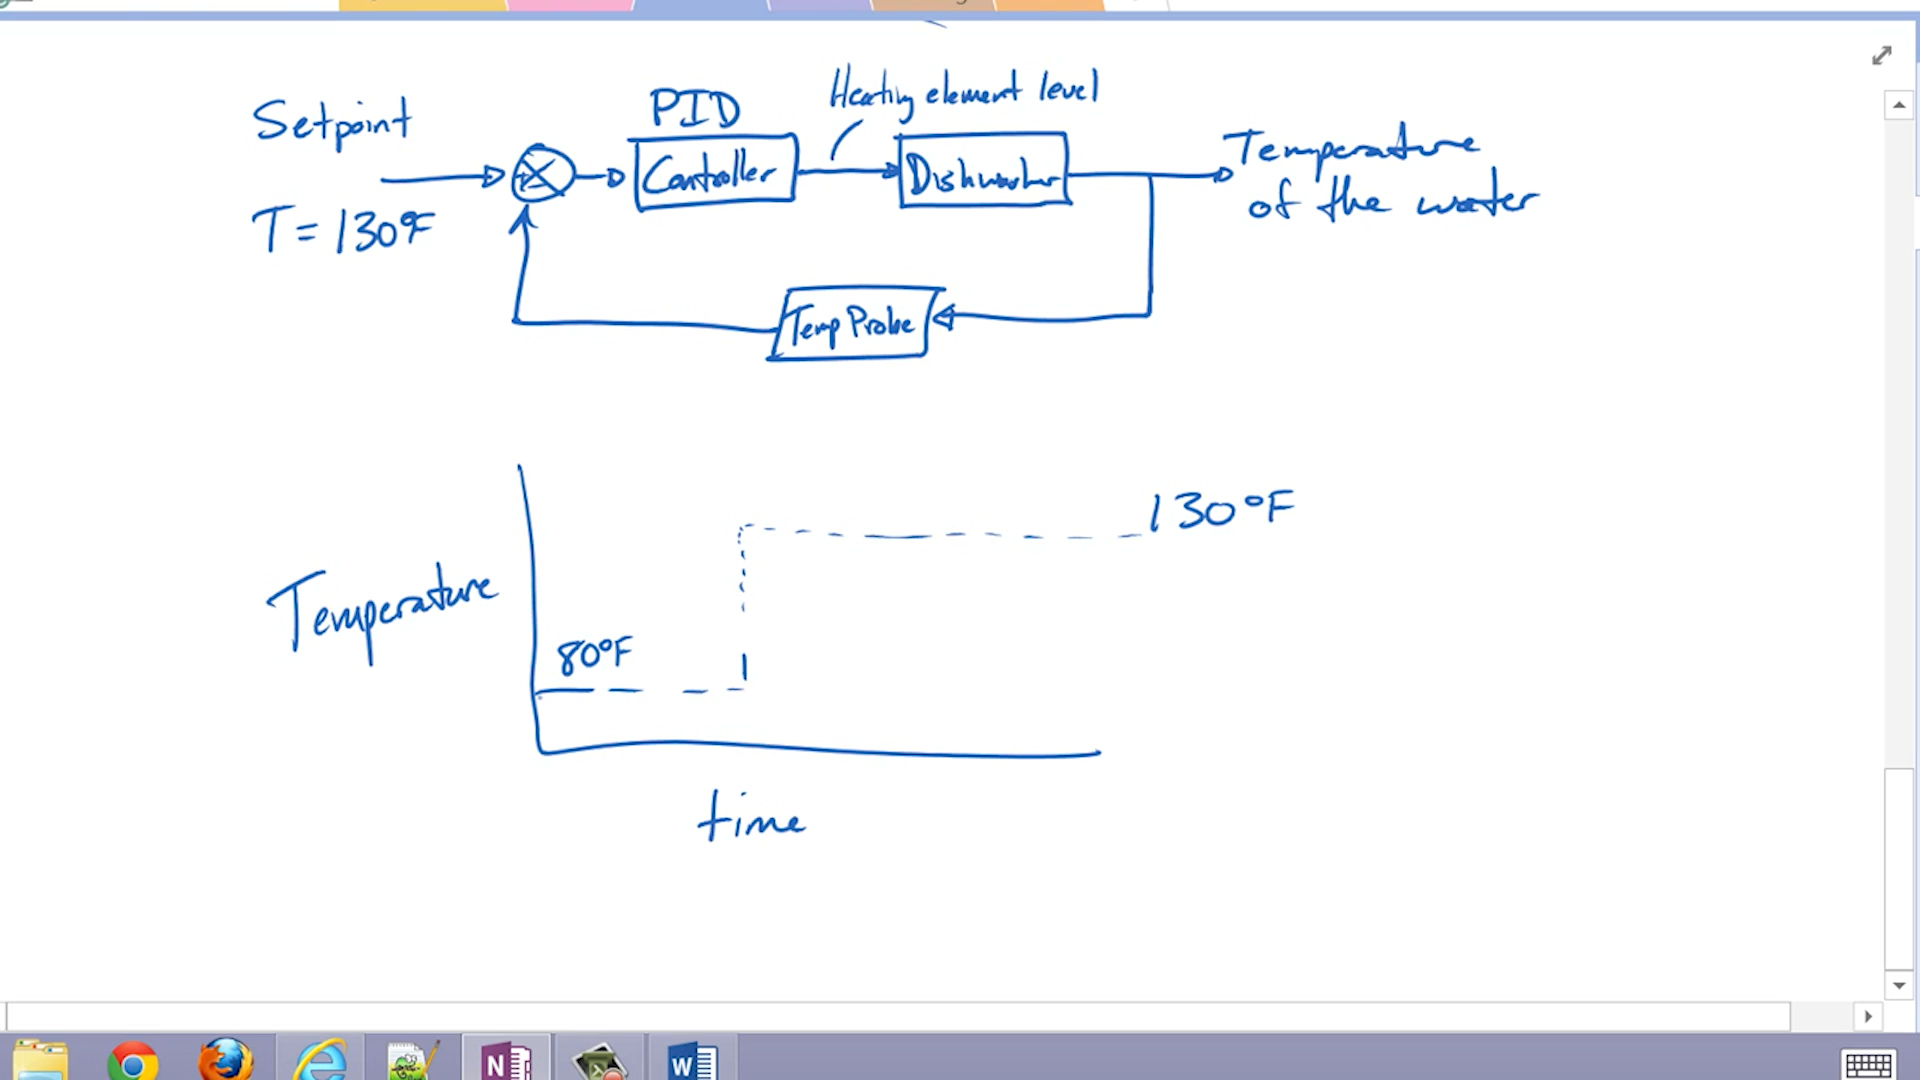 Setpoint
T = 130°F
PID
Controller
Heating element level
Dishwasher
Temperature
of the water
Temp Probe
Temperature
80°F
130°F
time
N
W